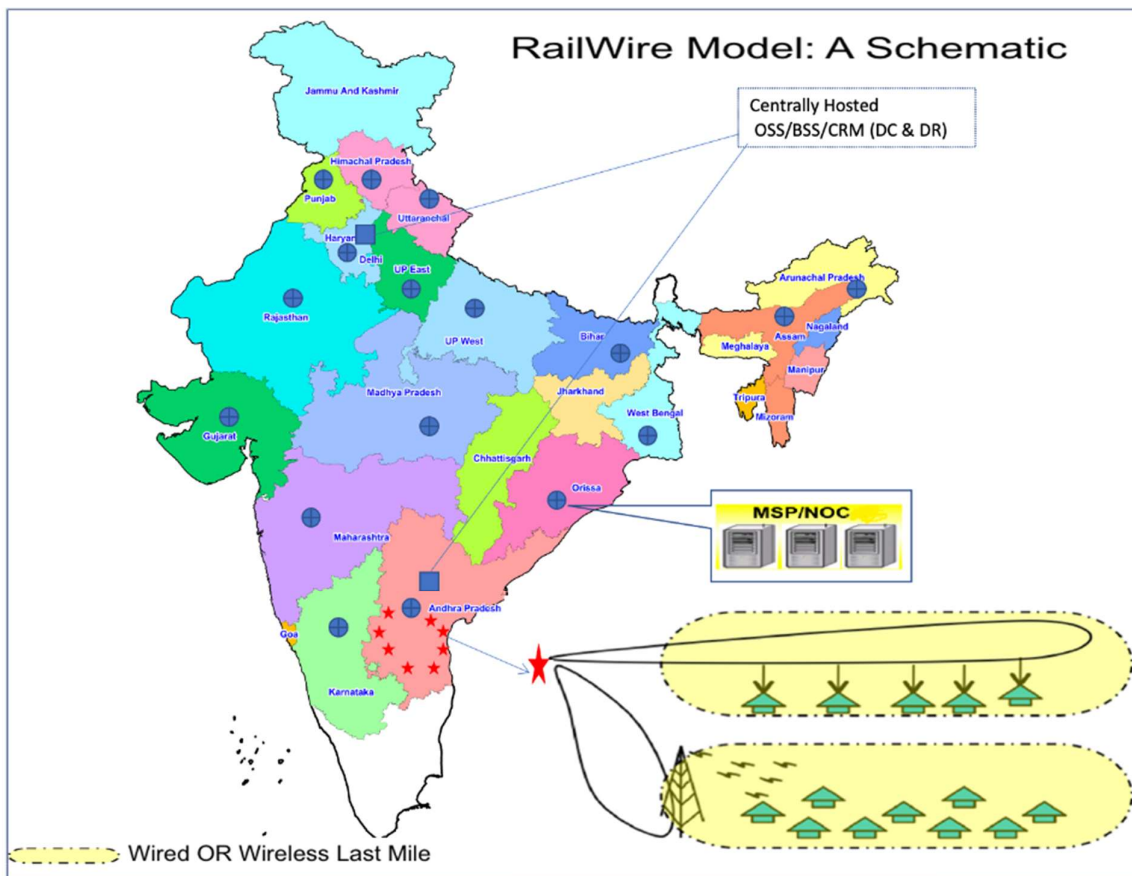 RailWire Model: A Schematic
Centrally Hosted
OSS/BSS/CRM (DC & DR)
Jammu And Kashmir
Himachal Pradesh
Punjab
Uttaranchal
Haryan
Delhi
UP East
Rajasthan
UP West
Bihar
Arunachal Pradesh
Assam
Nagaland
Meghalaya
Manipur
Tripura
Mizoram
Madhya Pradesh
Jharkhand
West Bengal
Gujarat
Chhattisgarh
Orissa
MSP/NOC
Maharashtra
Andhra Pradesh
Goa
Karnataka
Wired OR Wireless Last Mile